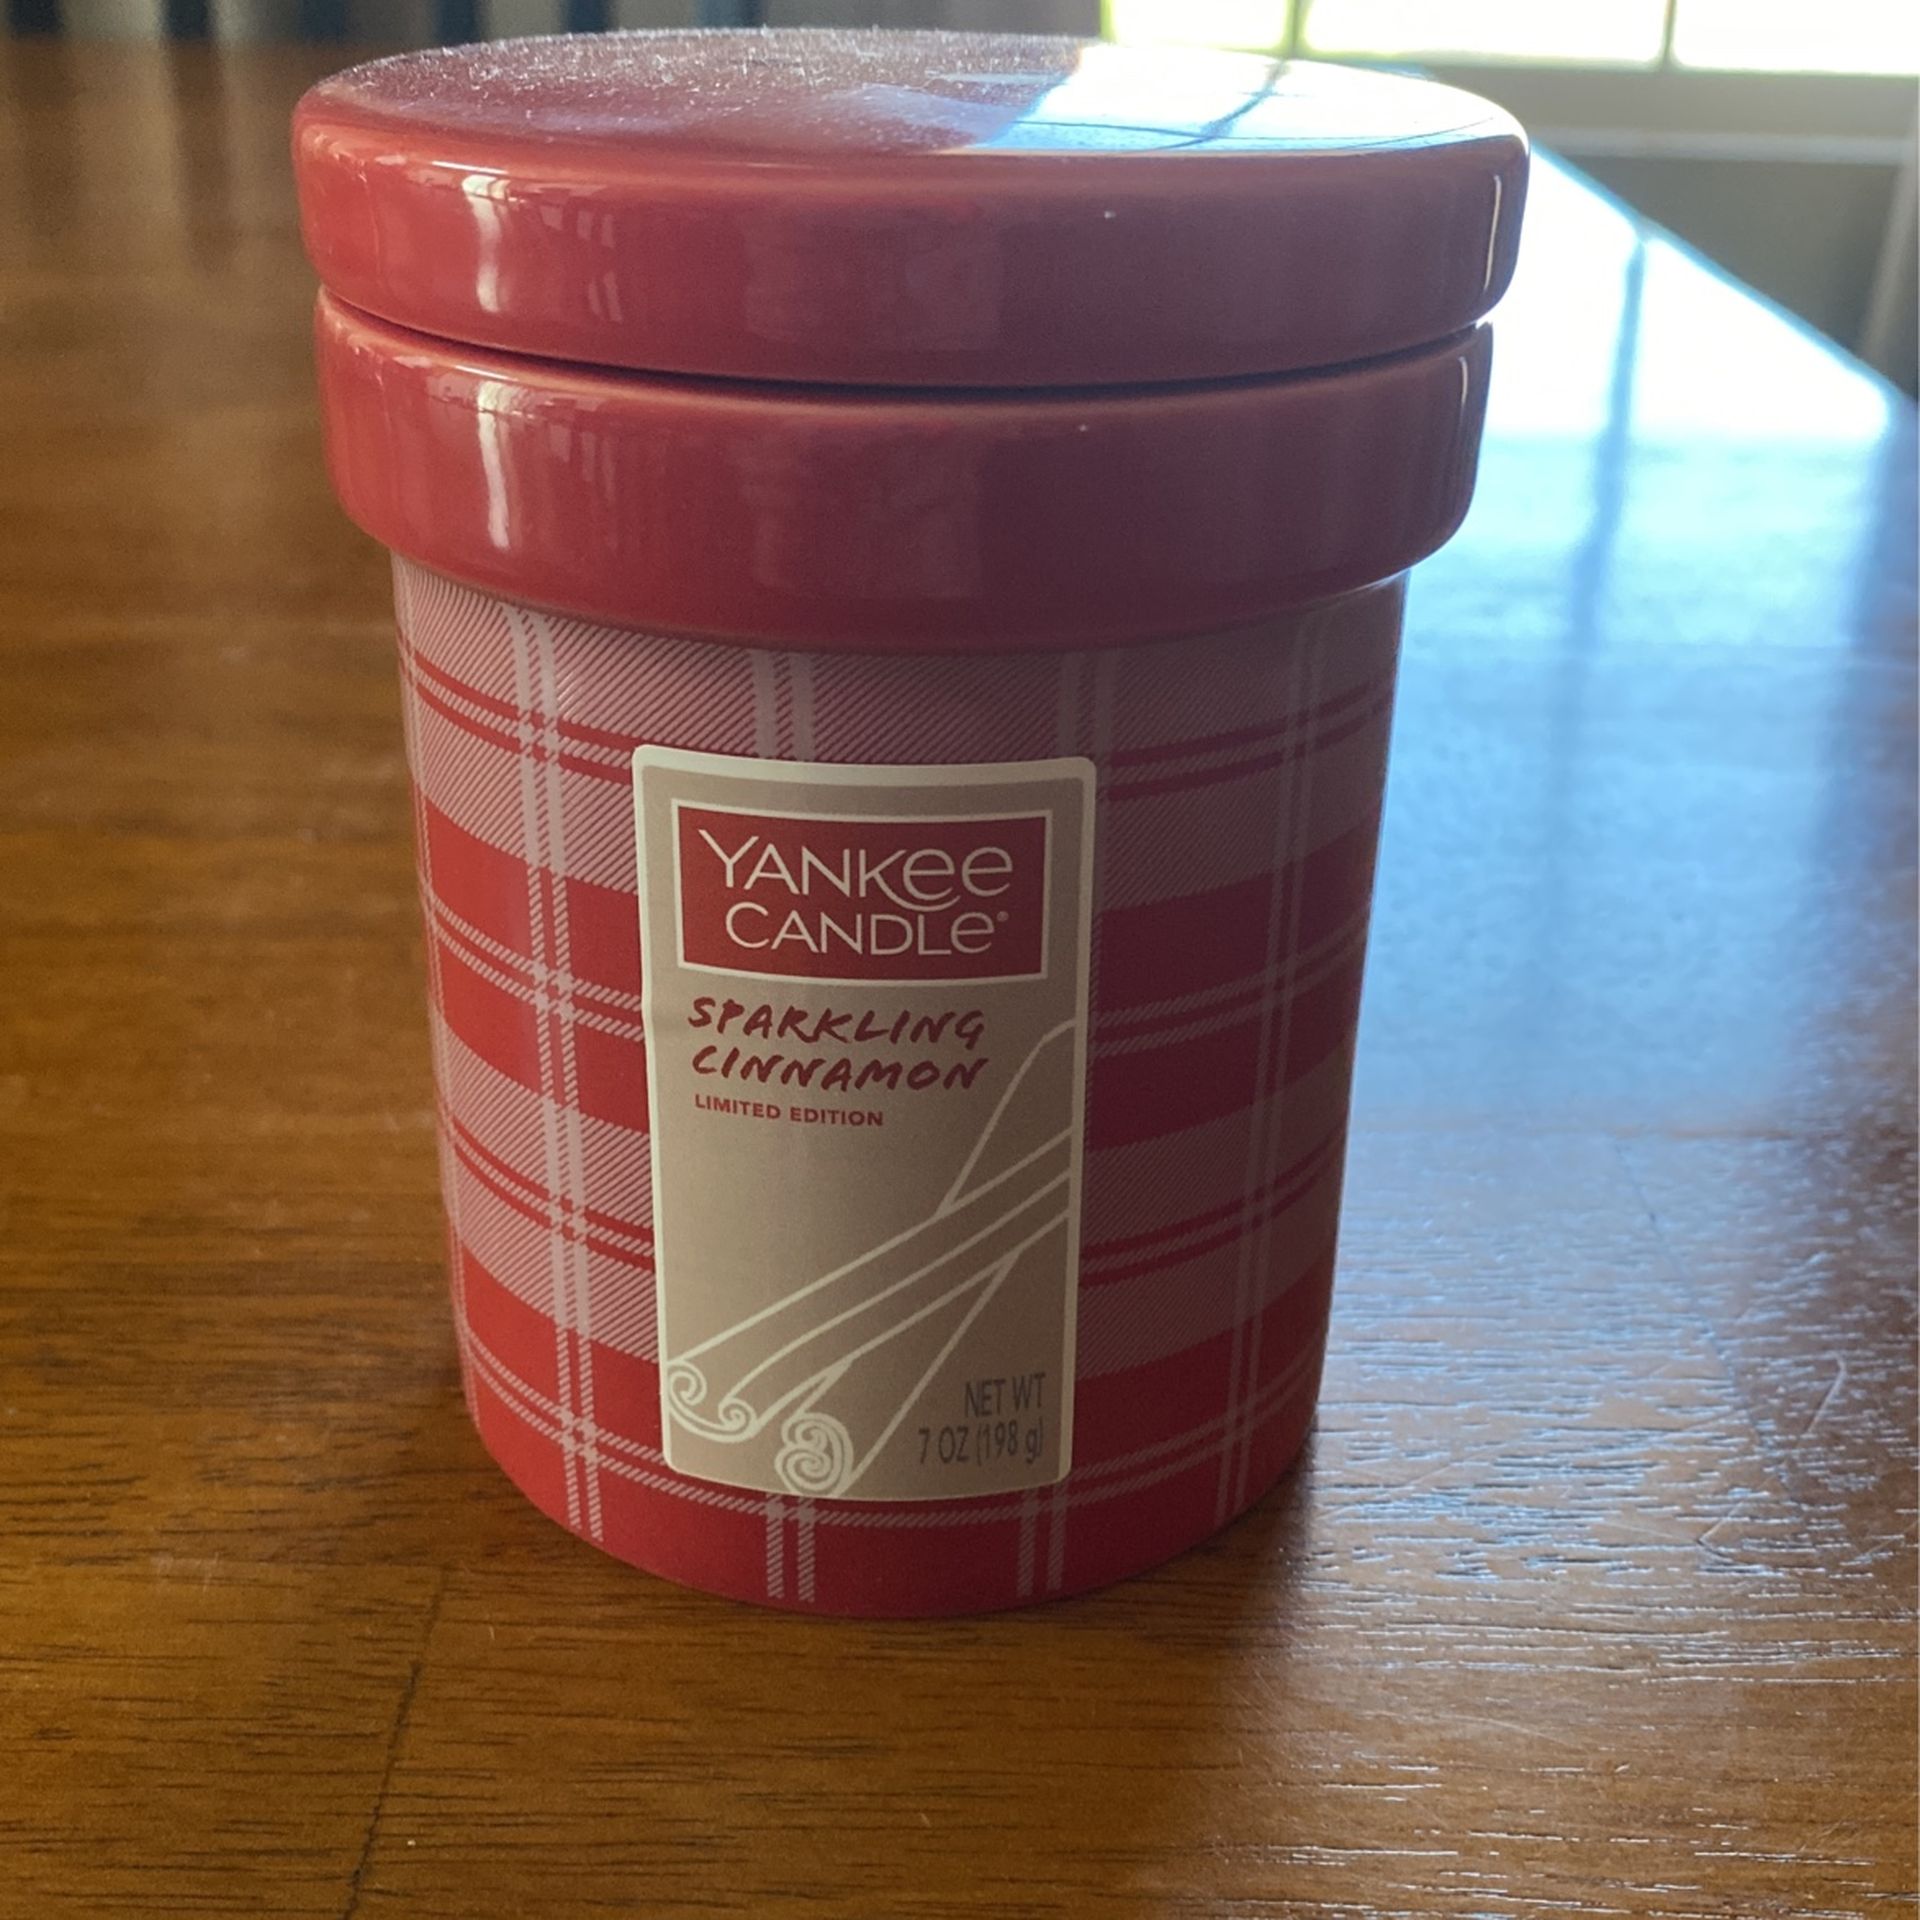 YANKee
CANDLe®
SPARKLING
CINNAMON
LIMITED EDITION
NET WT
7 OZ (198 g)